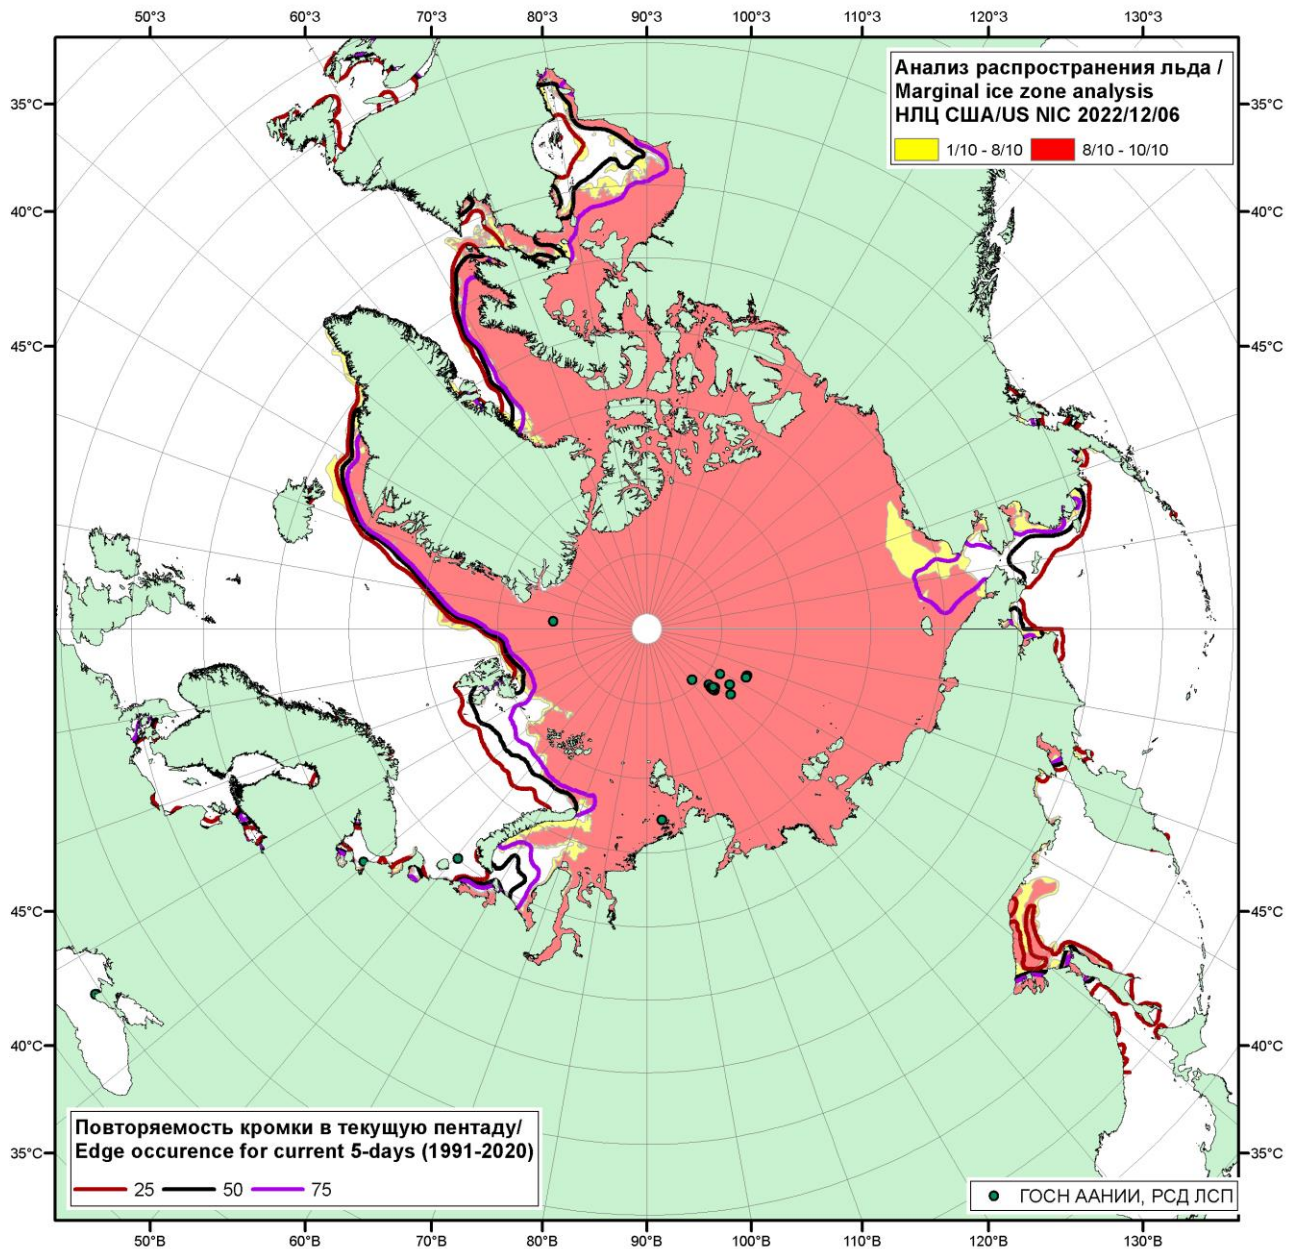 50°З 60°З 70°З 80°З 90°З 100°З 110°З 120°З 130°З
Анализ распространения льда /
Marginal ice zone analysis
НЛЦ США/US NIC 2022/12/06
1/10 - 8/10 8/10 - 10/10
35°С 35°С
40°С 40°С
45°С 45°С
45°С 45°С
40°С 40°С
35°С 35°С
Повторяемость кромки в текущую пентаду/
Edge occurence for current 5-days (1991-2020)
25 50 75
ГОСН ААНИИ, РСД ЛСП
50°В 60°В 70°В 80°В 90°В 100°В 110°В 120°В 130°В